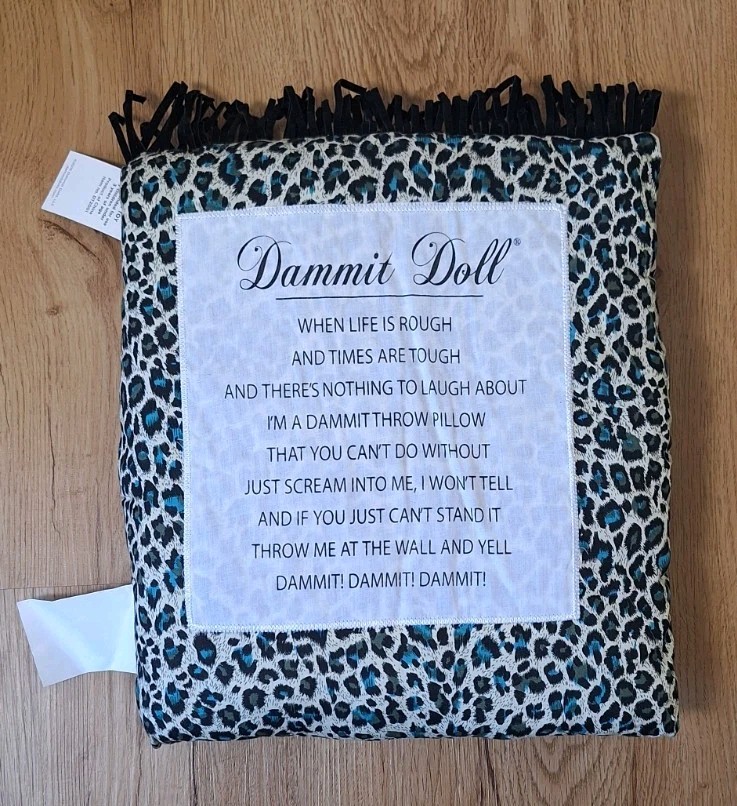 Dammit Doll®
WHEN LIFE IS ROUGH
AND TIMES ARE TOUGH
AND THERE'S NOTHING TO LAUGH ABOUT
I'M A DAMMIT THROW PILLOW
THAT YOU CAN'T DO WITHOUT
JUST SCREAM INTO ME, I WON'T TELL
AND IF YOU JUST CAN'T STAND IT
THROW ME AT THE WALL AND YELL
DAMMIT! DAMMIT! DAMMIT!